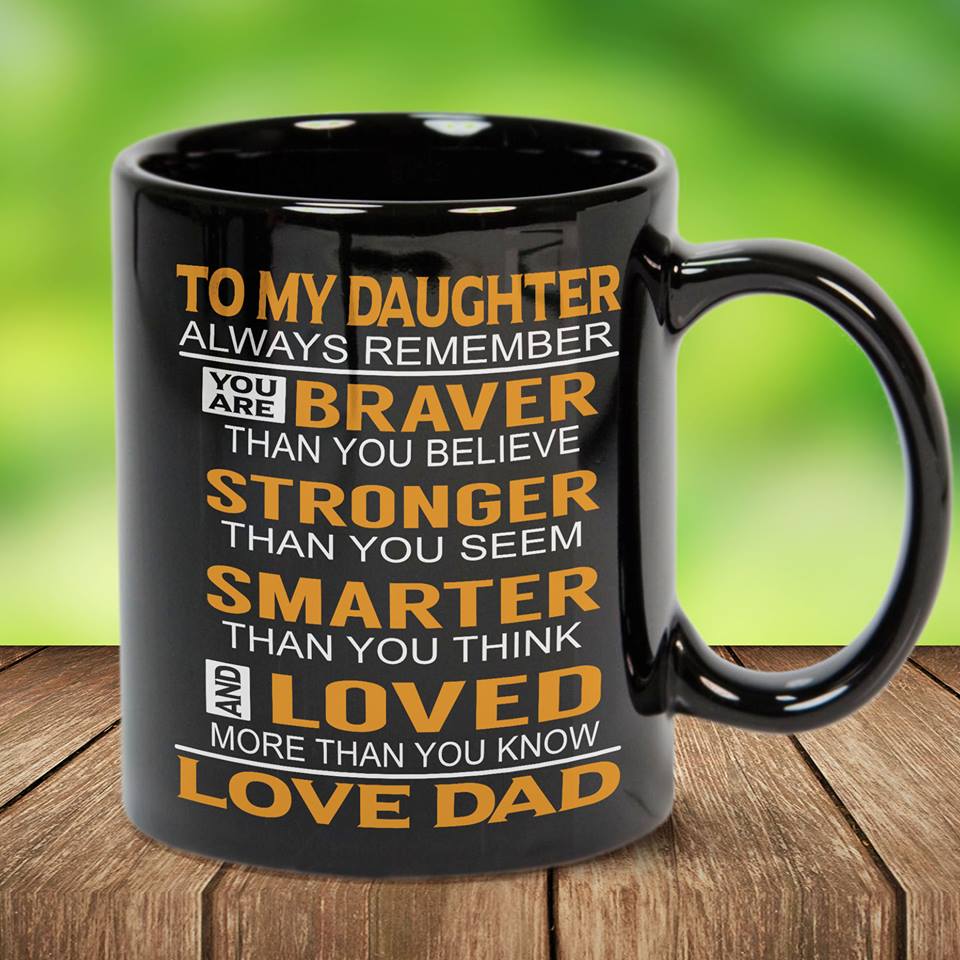 TO MY DAUGHTER
ALWAYS REMEMBER
YOU ARE BRAVER
THAN YOU BELIEVE
STRONGER
THAN YOU SEEM
SMARTER
THAN YOU THINK
AND LOVED
MORE THAN YOU KNOW
LOVE DAD